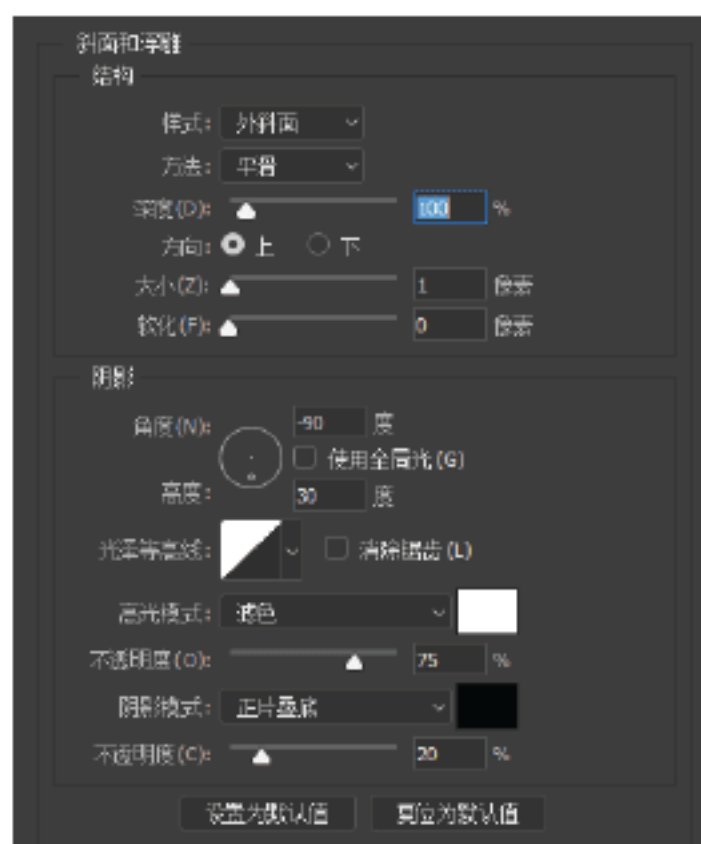 斜面和浮雕
结构
样式: 外斜面
方法: 平滑
深度(D): 100 %
方向: 上 下
大小(Z): 1 像素
软化(F): 0 像素
阴影
角度(N): -90 度
使用全局光(G)
高度: 30 度
光泽等高线: 消除锯齿(L)
高光模式: 滤色
不透明度(O): 75 %
阴影模式: 正片叠底
不透明度(C): 20 %
设置为默认值 复位为默认值